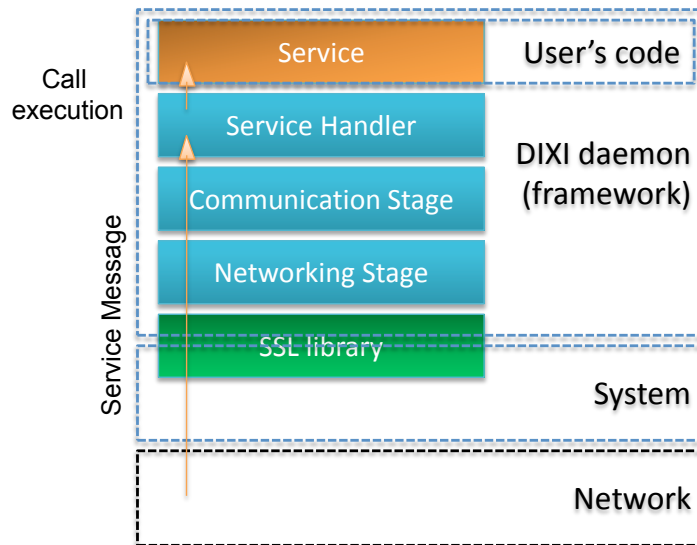 Service
User's code
Call
execution
Service Handler
DIXI daemon
(framework)
Communication Stage
Networking Stage
Service Message
SSL library
System
Network